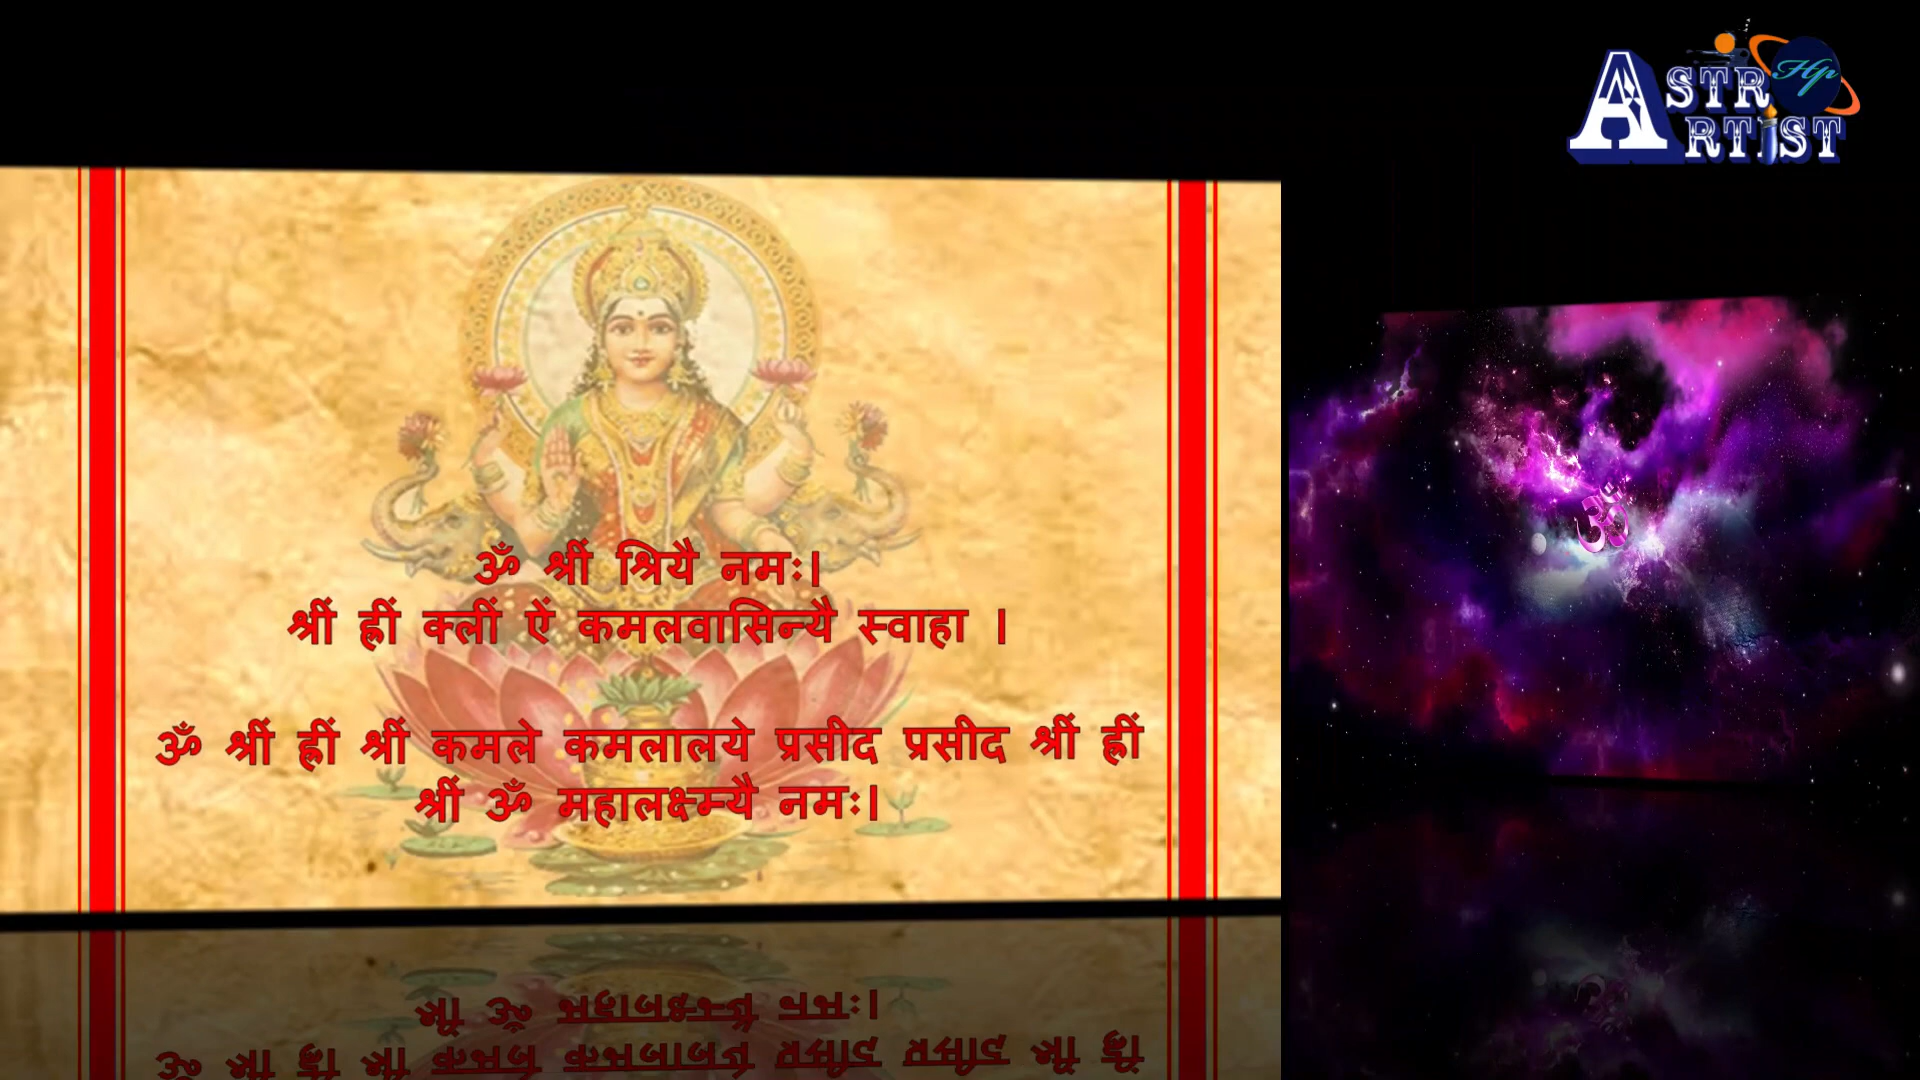 ASTRO
Hp
ARTIST
ॐ श्रीं श्रियै नमः।
श्रीं ह्रीं क्लीं ऐं कमलवासिन्यै स्वाहा ।
ॐ श्रीं ह्रीं श्रीं कमले कमलालये प्रसीद प्रसीद श्रीं ह्रीं
श्रीं ॐ महालक्ष्म्यै नमः।
ॐ